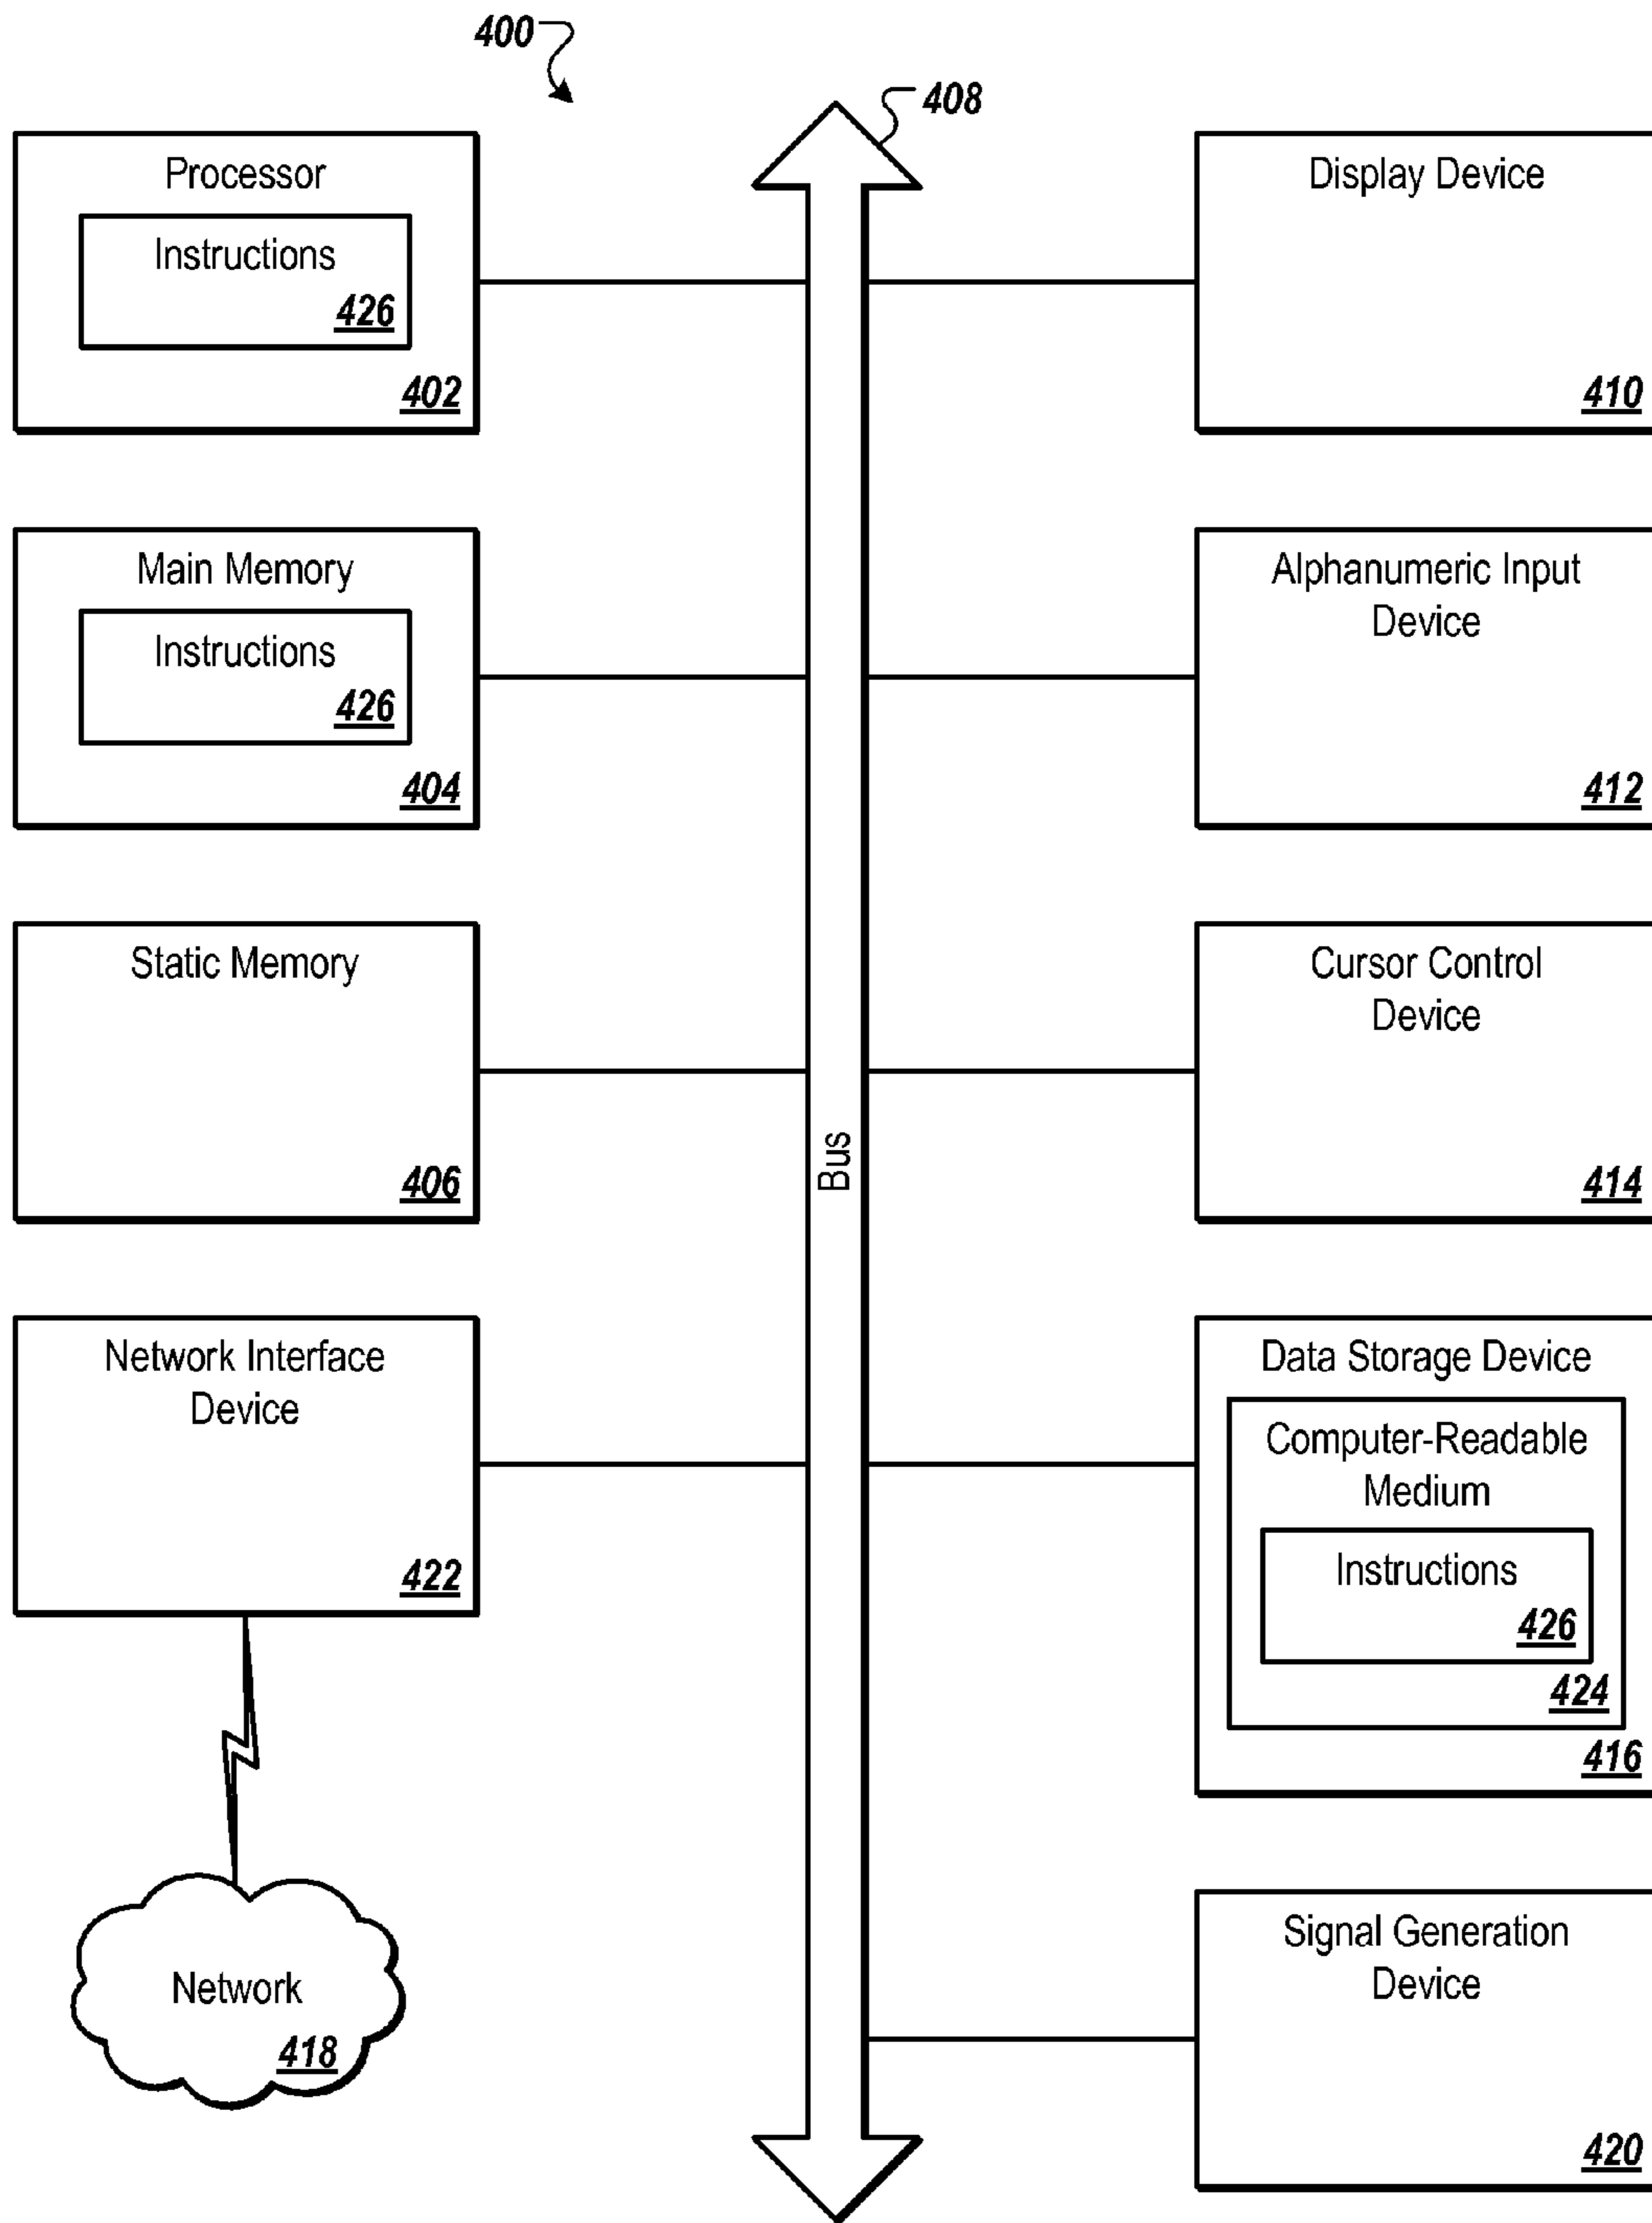 400
408
Processor
Instructions
426
402
Display Device
410
Main Memory
Instructions
426
404
Alphanumeric Input
Device
412
Static Memory
406
Cursor Control
Device
414
Bus
Network Interface
Device
422
Data Storage Device
Computer-Readable
Medium
Instructions
426
424
416
Network
418
Signal Generation
Device
420